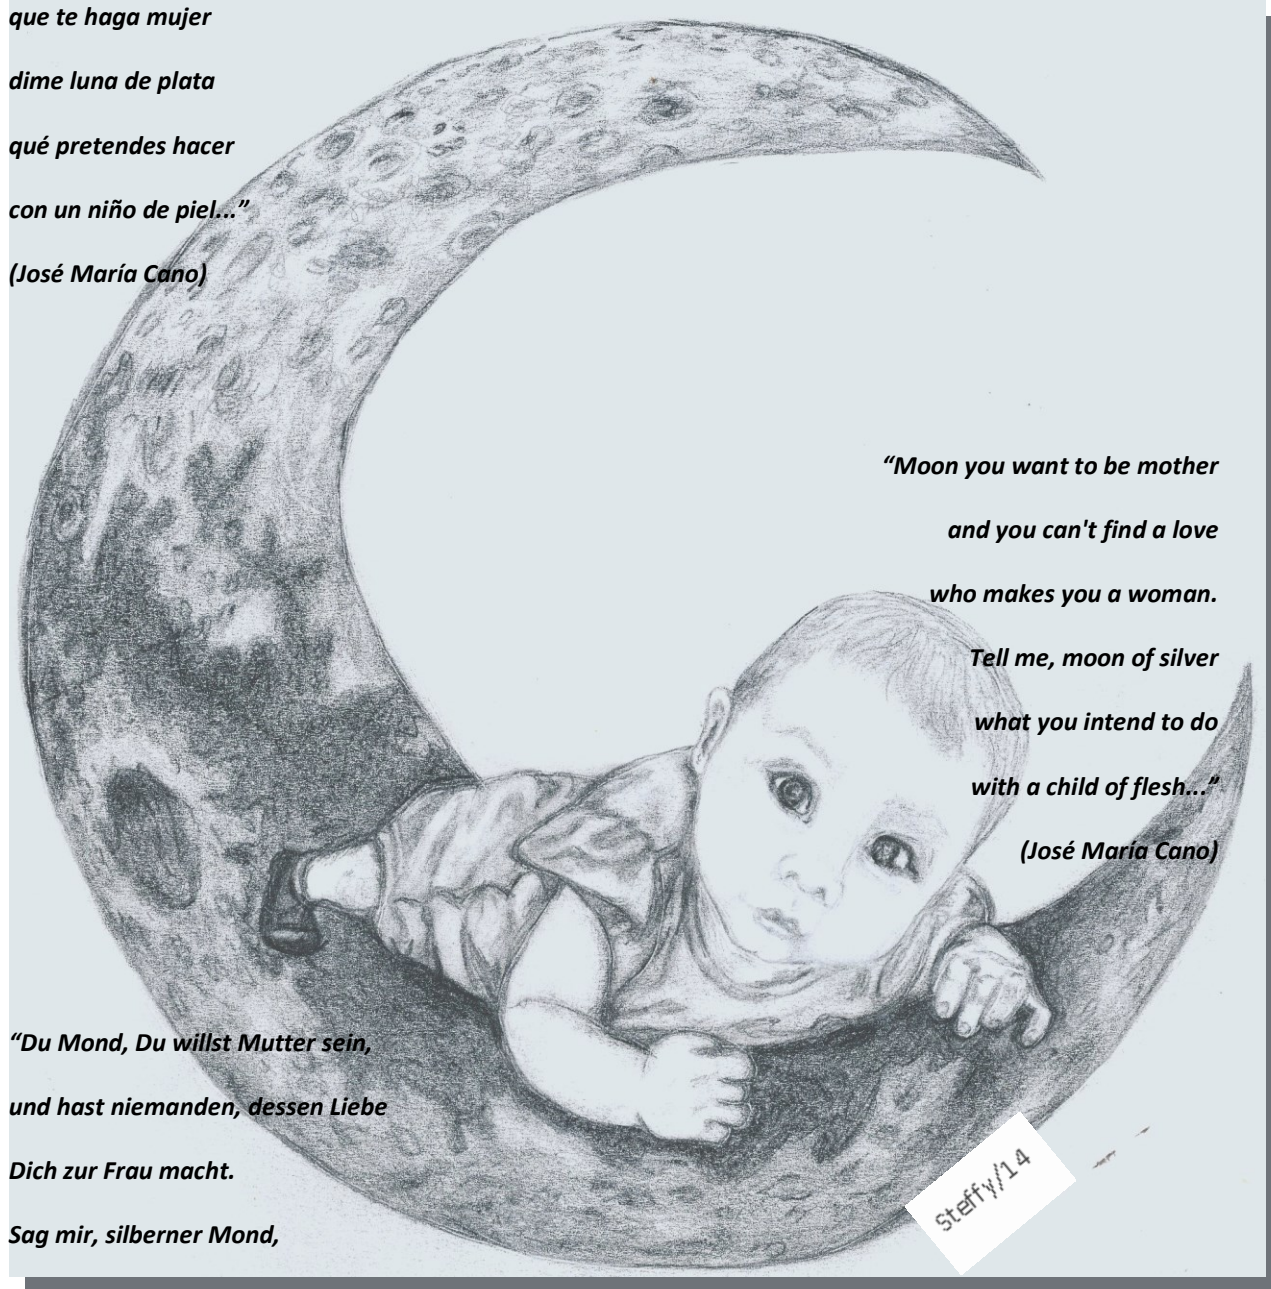 que te haga mujer
dime luna de plata
qué pretendes hacer
con un niño de piel...”
(José María Cano)
“Moon you want to be mother
and you can't find a love
who makes you a woman.
Tell me, moon of silver
what you intend to do
with a child of flesh...”
(José María Cano)
“Du Mond, Du willst Mutter sein,
und hast niemanden, dessen Liebe
Dich zur Frau macht.
Sag mir, silberner Mond,
Steffy/14